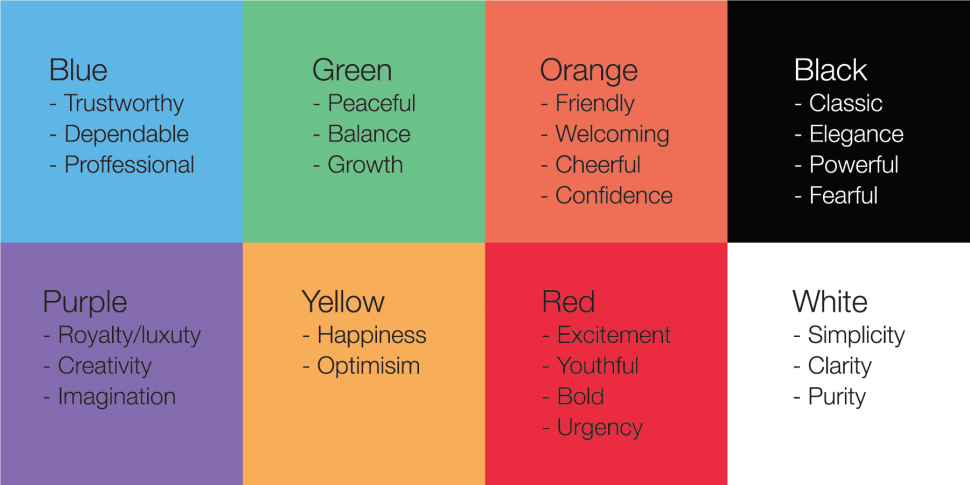 Blue
- Trustworthy
- Dependable
- Proffessional
Green
- Peaceful
- Balance
- Growth
Orange
- Friendly
- Welcoming
- Cheerful
- Confidence
Black
- Classic
- Elegance
- Powerful
- Fearful
Purple
- Royalty/luxuty
- Creativity
- Imagination
Yellow
- Happiness
- Optimisim
Red
- Excitement
- Youthful
- Bold
- Urgency
White
- Simplicity
- Clarity
- Purity